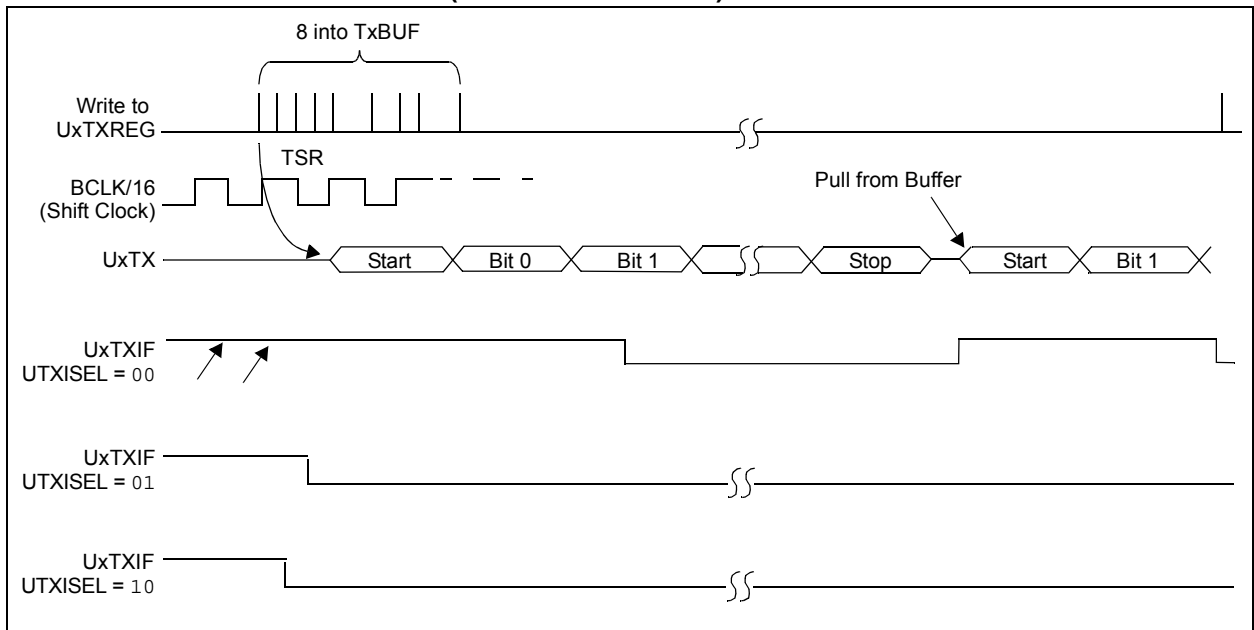 8 into TxBUF
Write to
UxTXREG
TSR
BCLK/16
(Shift Clock)
Pull from Buffer
UxTX
Start
Bit 0
Bit 1
Stop
Start
Bit 1
UxTXIF
UTXISEL = 00
UxTXIF
UTXISEL = 01
UxTXIF
UTXISEL = 10